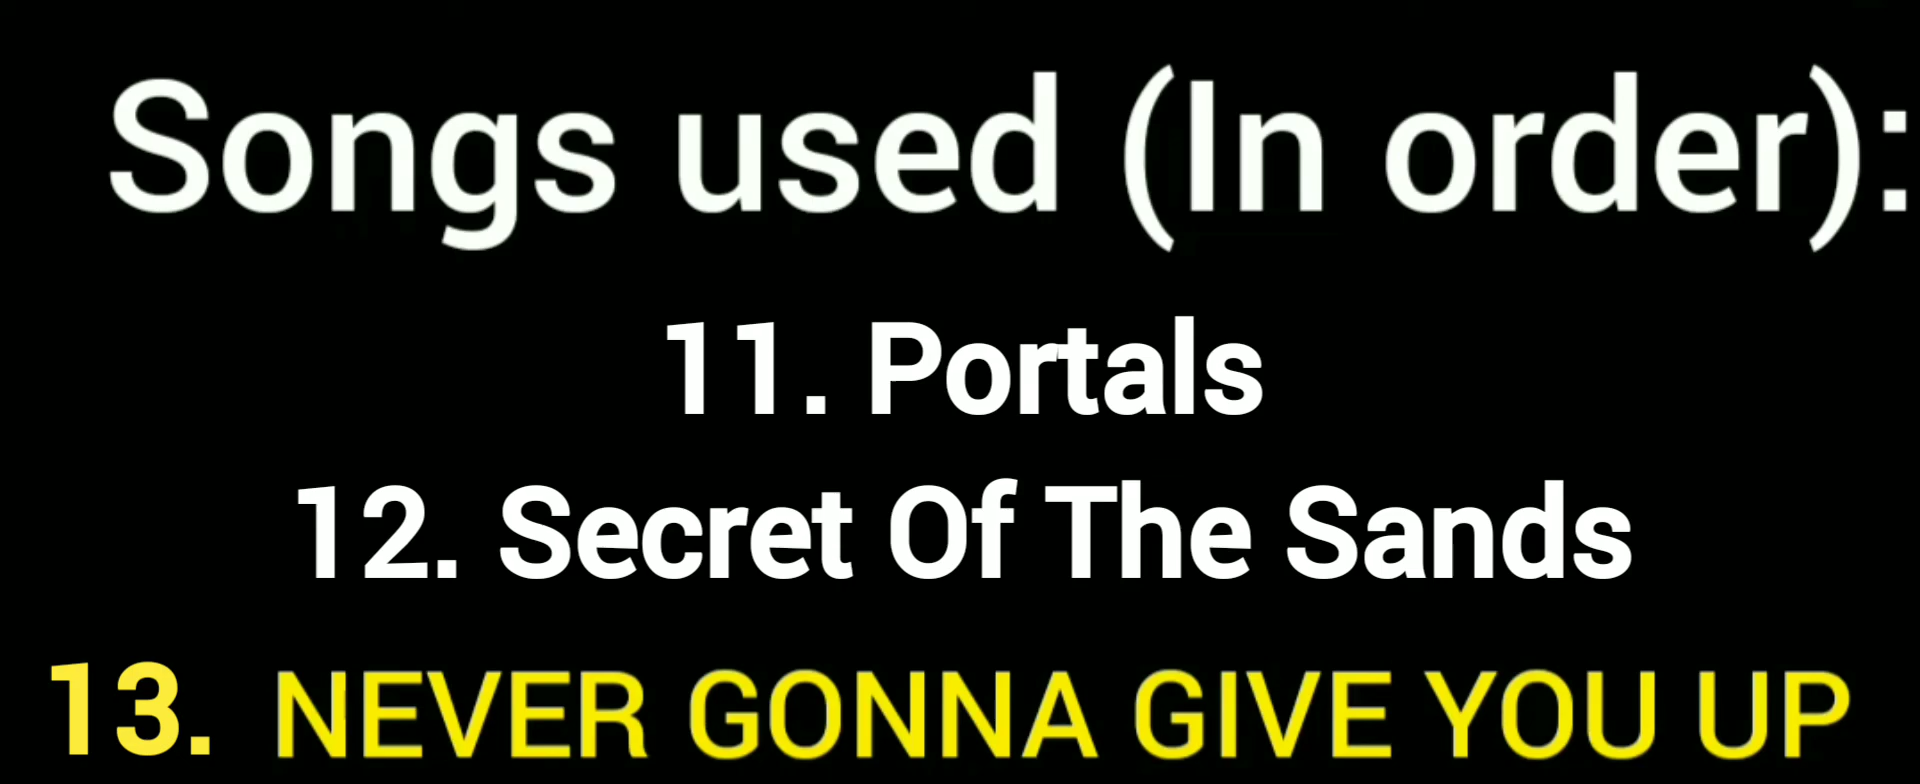 Songs used (In order):
11. Portals
12. Secret Of The Sands
13. NEVER GONNA GIVE YOU UP